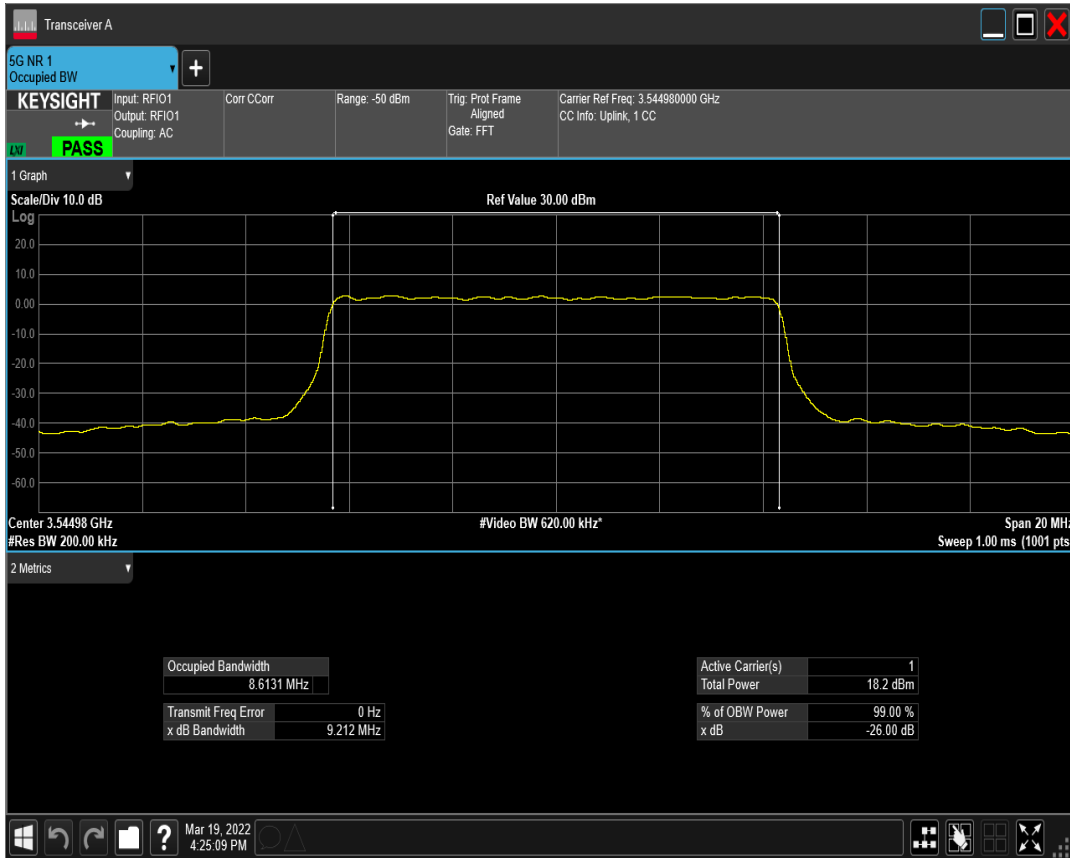 Transceiver A
5G NR 1
Occupied BW
+
KEYSIGHT
LXI
PASS
Input: RFIO1
Output: RFIO1
Coupling: AC
Corr CCorr
Range: -50 dBm
Trig: Prot Frame
Aligned
Gate: FFT
Carrier Ref Freq: 3.544980000 GHz
CC Info: Uplink, 1 CC
1 Graph
Scale/Div 10.0 dB
Ref Value 30.00 dBm
Log
20.0
10.0
0.00
-10.0
-20.0
-30.0
-40.0
-50.0
-60.0
Center 3.54498 GHz
#Video BW 620.00 kHz*
Span 20 MHz
#Res BW 200.00 kHz
Sweep 1.00 ms (1001 pts
2 Metrics
Occupied Bandwidth
8.6131 MHz
Transmit Freq Error 0 Hz
x dB Bandwidth 9.212 MHz
Active Carrier(s) 1
Total Power 18.2 dBm
% of OBW Power 99.00 %
x dB -26.00 dB
?
Mar 19, 2022
4:25:09 PM